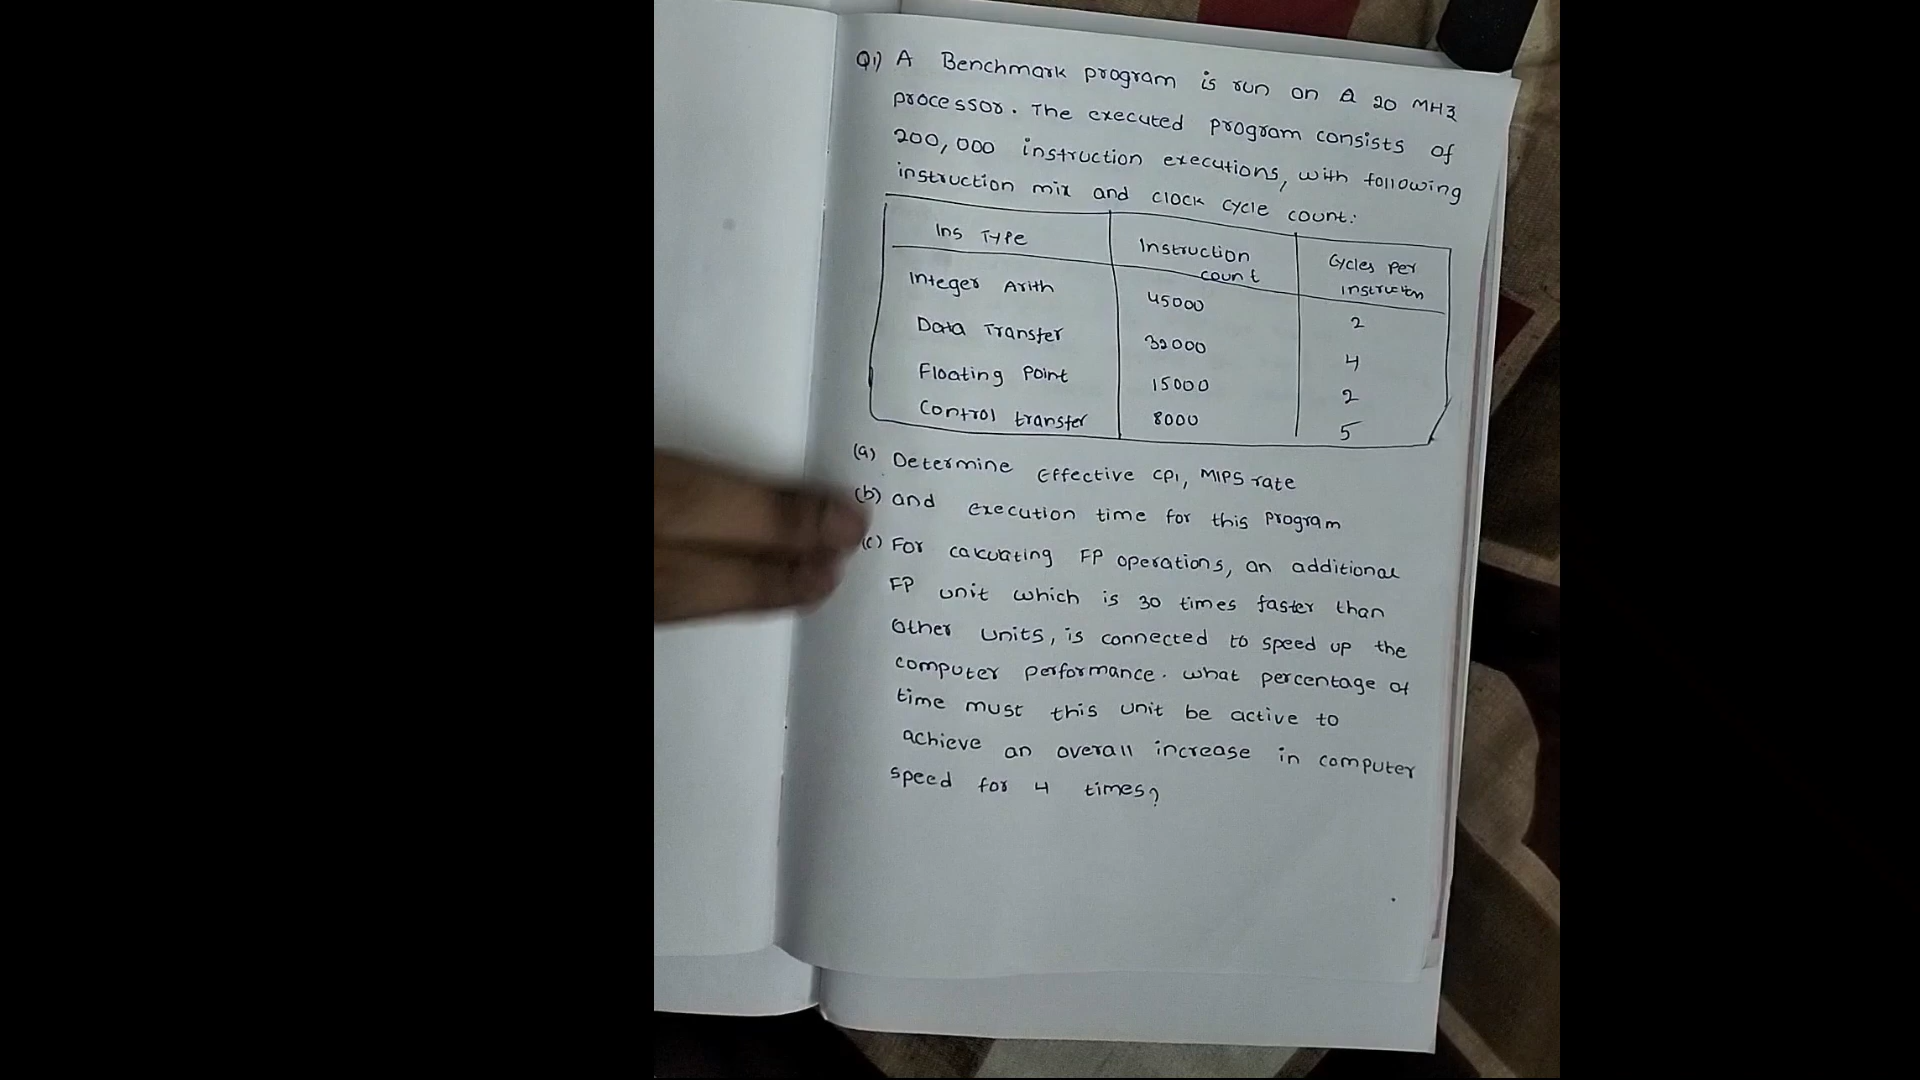 Q1) A Benchmark program is run on A 20 MHz
processor. The executed program consists of
200,000 instruction executions, with following
instruction mix and clock cycle count:
Ins Type Instruction count Cycles Per instruction
Integer Arith 45000 2
Data Transfer 32000 4
Floating Point 15000 2
Control transfer 8000 5
(a) Determine Effective CPI, MIPS rate
(b) and execution time for this program
(c) For calculating FP operations, an additional
FP unit which is 30 times faster than
other units, is connected to speed up the
computer performance. what percentage of
time must this unit be active to
achieve an overall increase in computer
speed for 4 times?